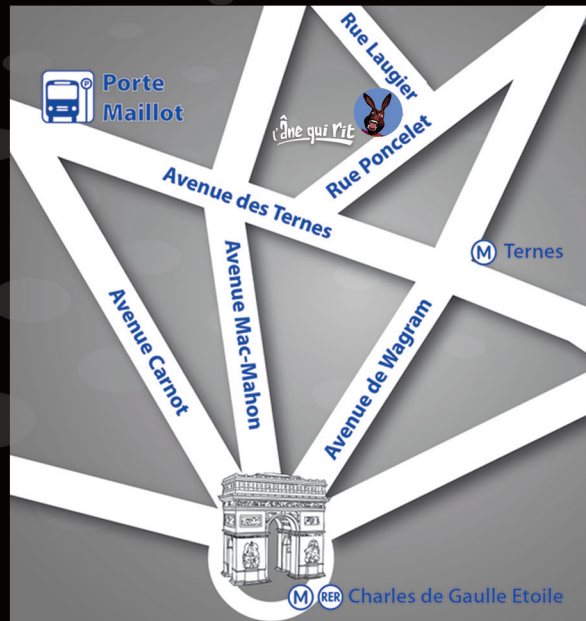 Rue Laugier
P
Porte
Maillot
l'Âne qui rit
Rue Poncelet
Avenue des Ternes
M Ternes
Avenue Carnot
Avenue Mac-Mahon
Avenue de Wagram
M RER Charles de Gaulle Etoile